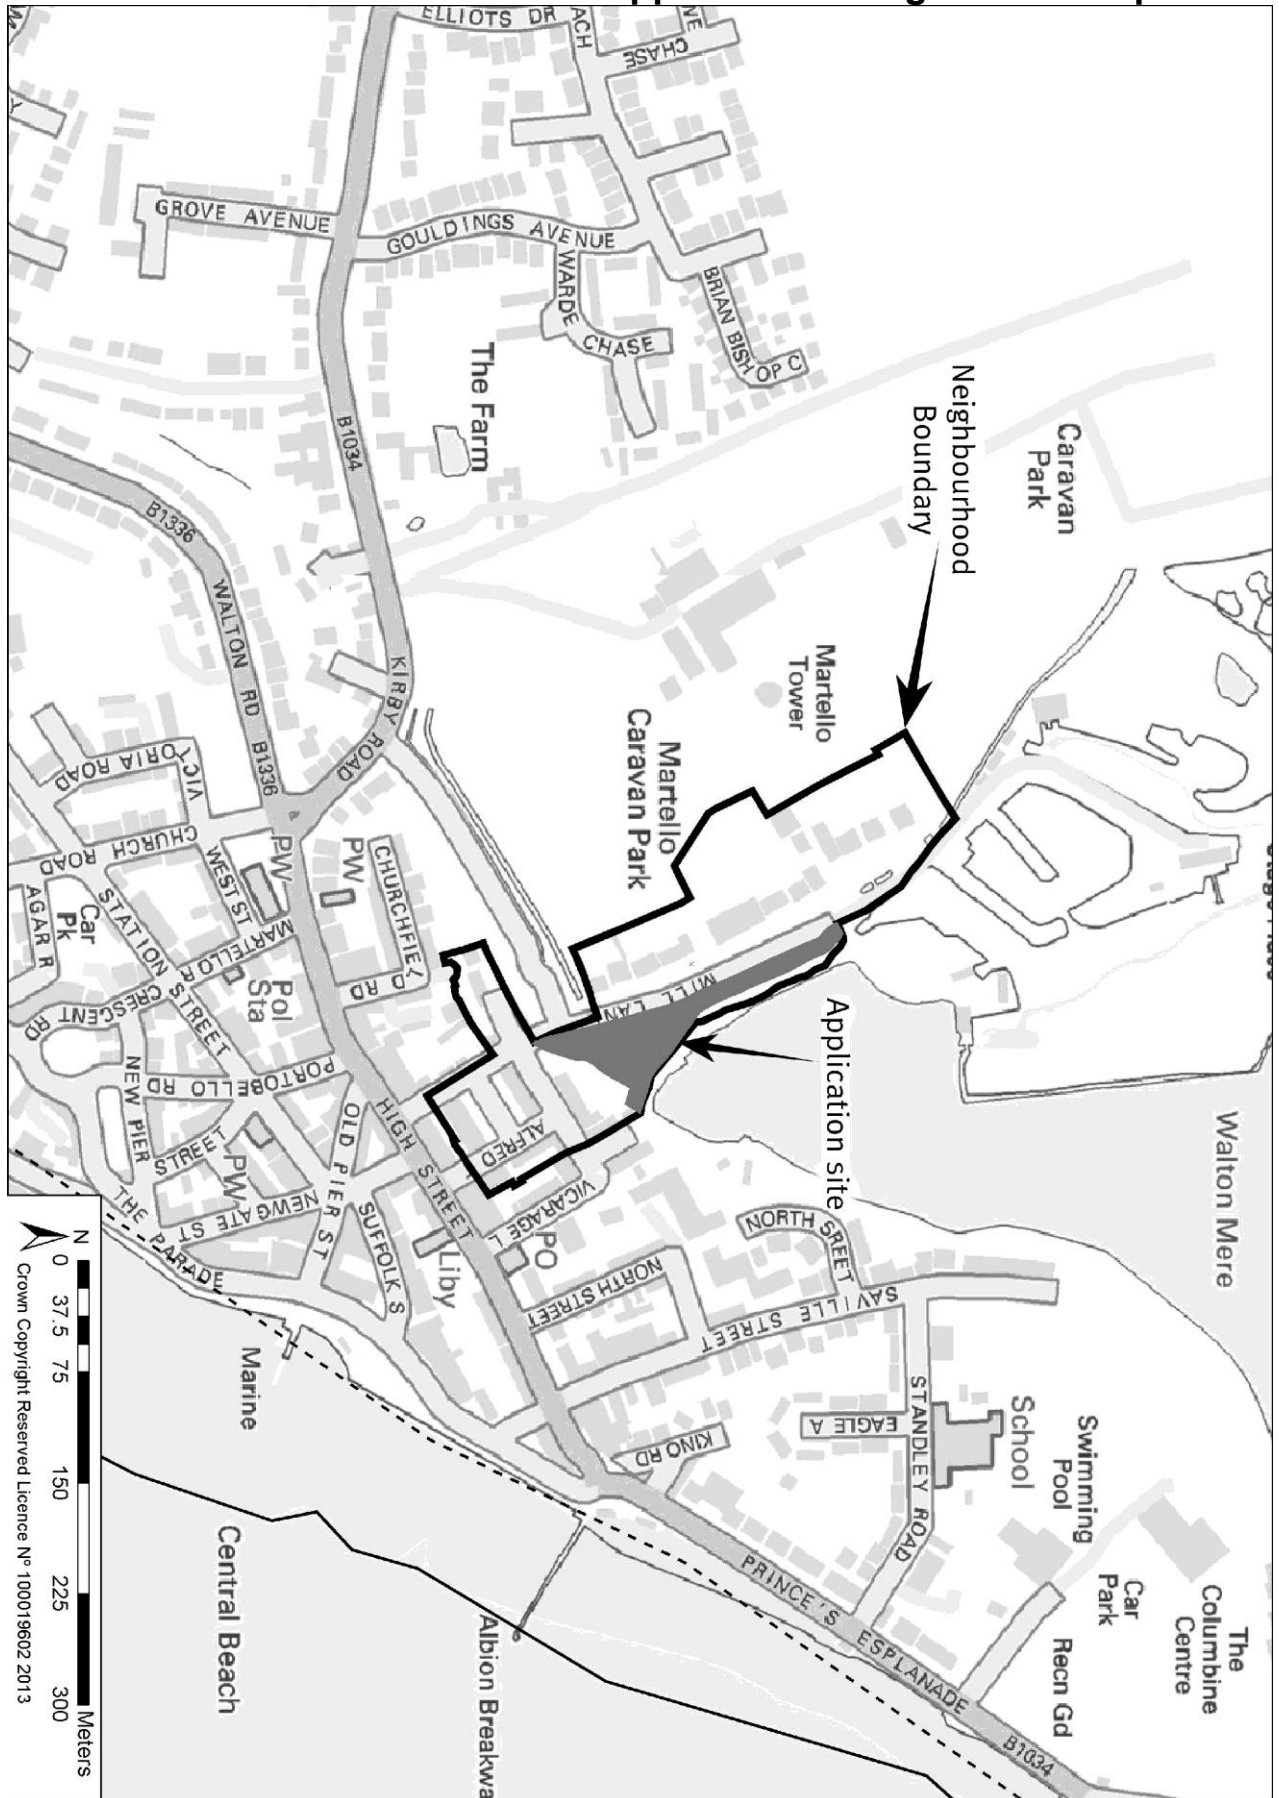 ELLIOTS DR
ACH
CHASE
GROVE AVENUE
GOULDINGS AVENUE
WARDE
CHASE
BRIAN BISHOP C
The Farm
B1034
B1336
WALTON RD
B1336
KIRBY ROAD
Caravan
Park
Neighbourhood
Boundary
Martello
Tower
Martello
Caravan Park
MILL LAN
Application site
Walton Mere
VICTORIA ROAD
CHURCH
ROAD
WEST ST
PW
PW
CHURCHFIELD RD
MARTELLO R
STATION STREET
Car
Pk
AGAR R
Pol
Sta
CRESCENT
RD
NEW PIER
STREET
PORTOBELLO RD
OLD PIER ST
HIGH STREET
ALFRED
VICARAGE L
PO
Liby
PW
NEWGATE ST
SUFFOLK S
THE PARADE
NORTH STREET
NORTH SREET
SAVILLE STREET
STANDLEY ROAD
EAGLE A
KINO RD
School
Swimming
Pool
Car
Park
The
Columbine
Centre
Recn Gd
PRINCE'S ESPLANADE
B1034
Marine
Central Beach
Albion Breakwa
N
0 37.5 75 150 225 300
Meters
Crown Copyright Reserved Licence Nº 100019602 2013